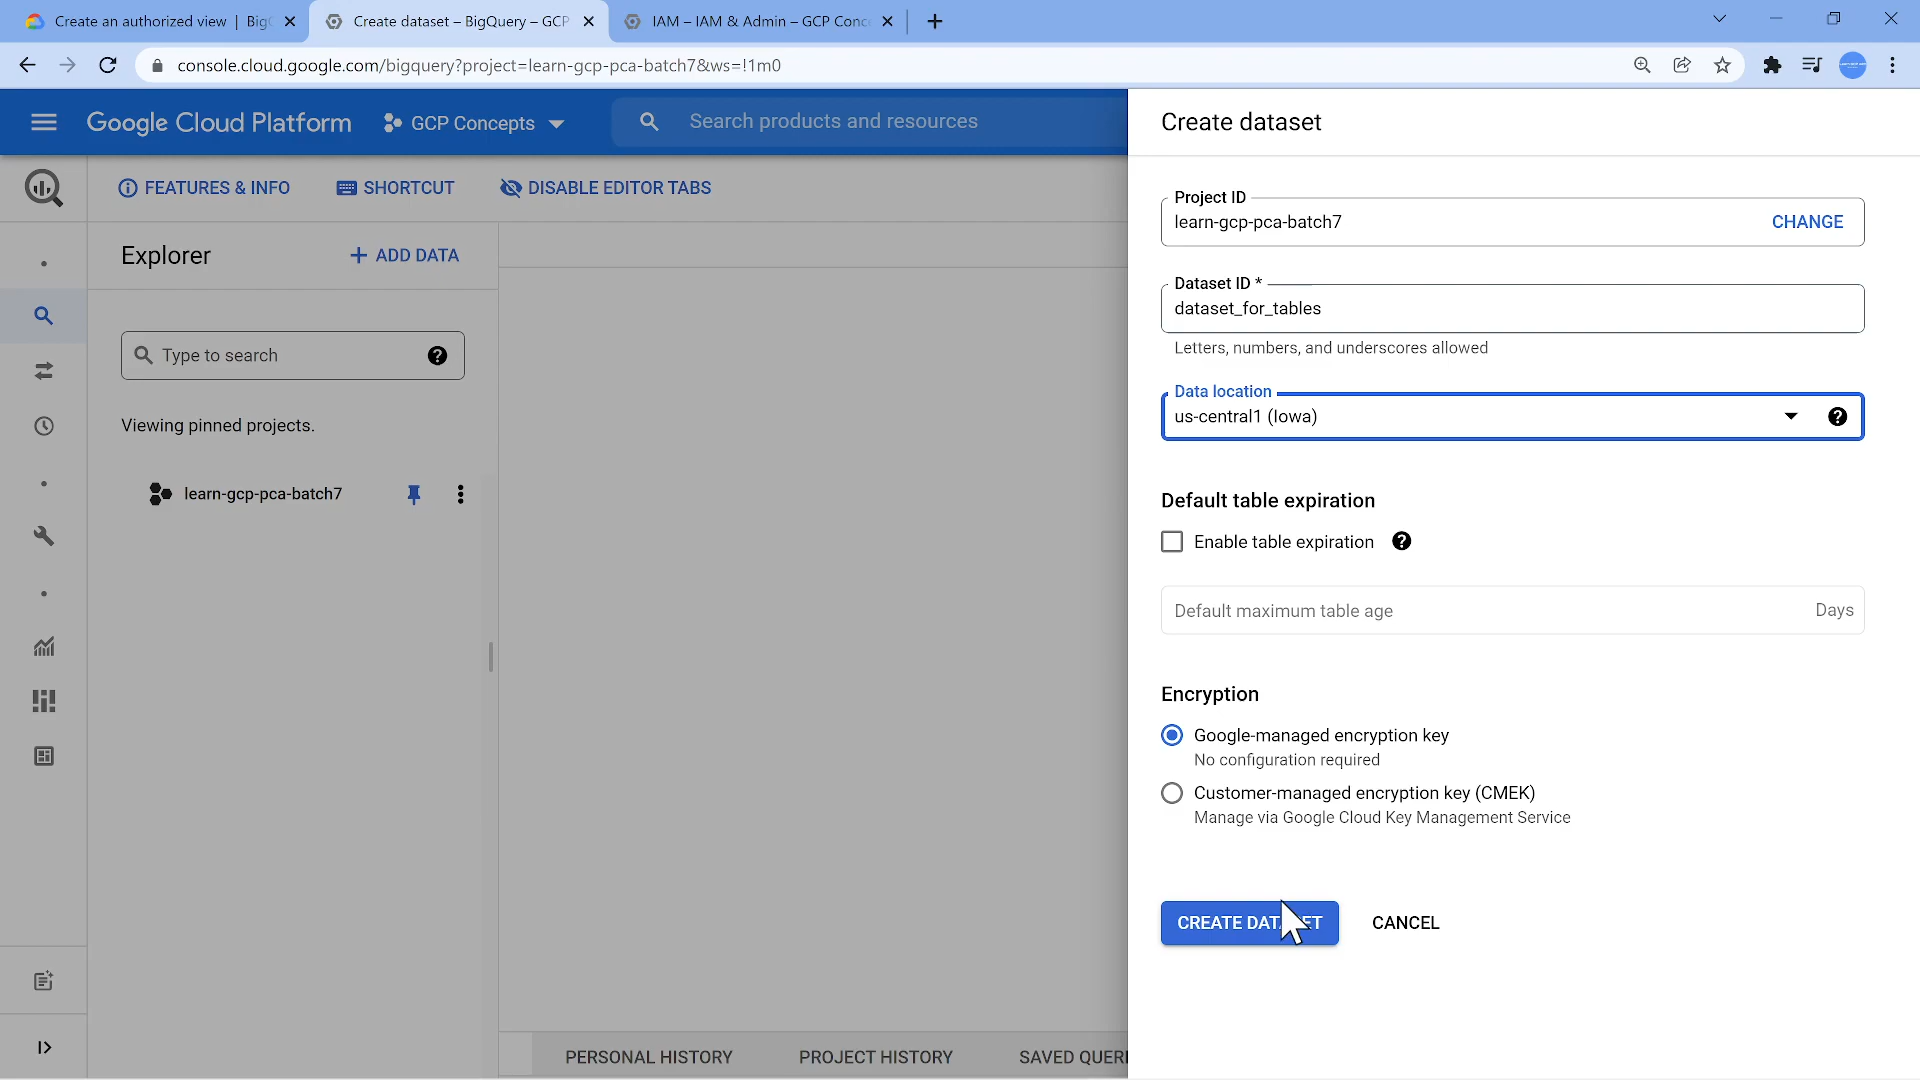 Create an authorized view | Big
Create dataset – BigQuery – GCP
IAM – IAM & Admin – GCP Conc
console.cloud.google.com/bigquery?project=learn-gcp-pca-batch7&ws=!1m0
Google Cloud Platform
GCP Concepts
Search products and resources
FEATURES & INFO
SHORTCUT
DISABLE EDITOR TABS
Explorer
+ ADD DATA
Type to search
Viewing pinned projects.
learn-gcp-pca-batch7
PERSONAL HISTORY
PROJECT HISTORY
SAVED QUER
Create dataset
Project ID
learn-gcp-pca-batch7
CHANGE
Dataset ID *
dataset_for_tables
Letters, numbers, and underscores allowed
Data location
us-central1 (Iowa)
Default table expiration
Enable table expiration
Default maximum table age
Days
Encryption
Google-managed encryption key
No configuration required
Customer-managed encryption key (CMEK)
Manage via Google Cloud Key Management Service
CREATE DATASET
CANCEL